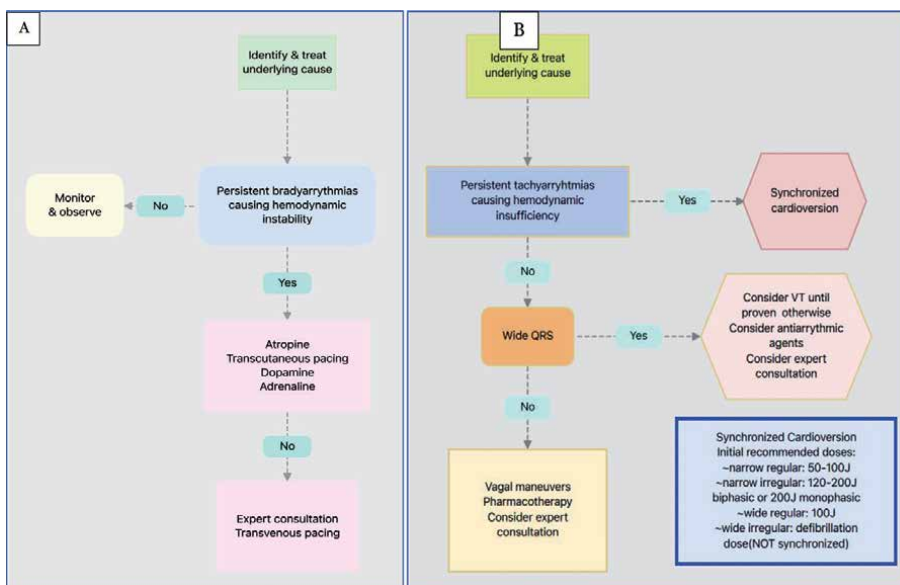 A
Identify & treat
underlying cause
Persistent bradyarrythmias
causing hemodynamic
instability
No
Monitor
& observe
Yes
Atropine
Transcutaneous pacing
Dopamine
Adrenaline
No
Expert consultation
Transvenous pacing
B
Identify & treat
underlying cause
Persistent tachyarryhtmias
causing hemodynamic
insufficiency
Yes
Synchronized
cardioversion
No
Wide QRS
Yes
Consider VT until
proven otherwise
Consider antiarrythmic
agents
Consider expert
consultation
No
Vagal maneuvers
Pharmacotherapy
Consider expert
consultation
Synchronized Cardioversion
Initial recommended doses:
~narrow regular: 50-100J
~narrow irregular: 120-200J
biphasic or 200J monophasic
~wide regular: 100J
~wide irregular: defibrillation
dose(NOT synchronized)